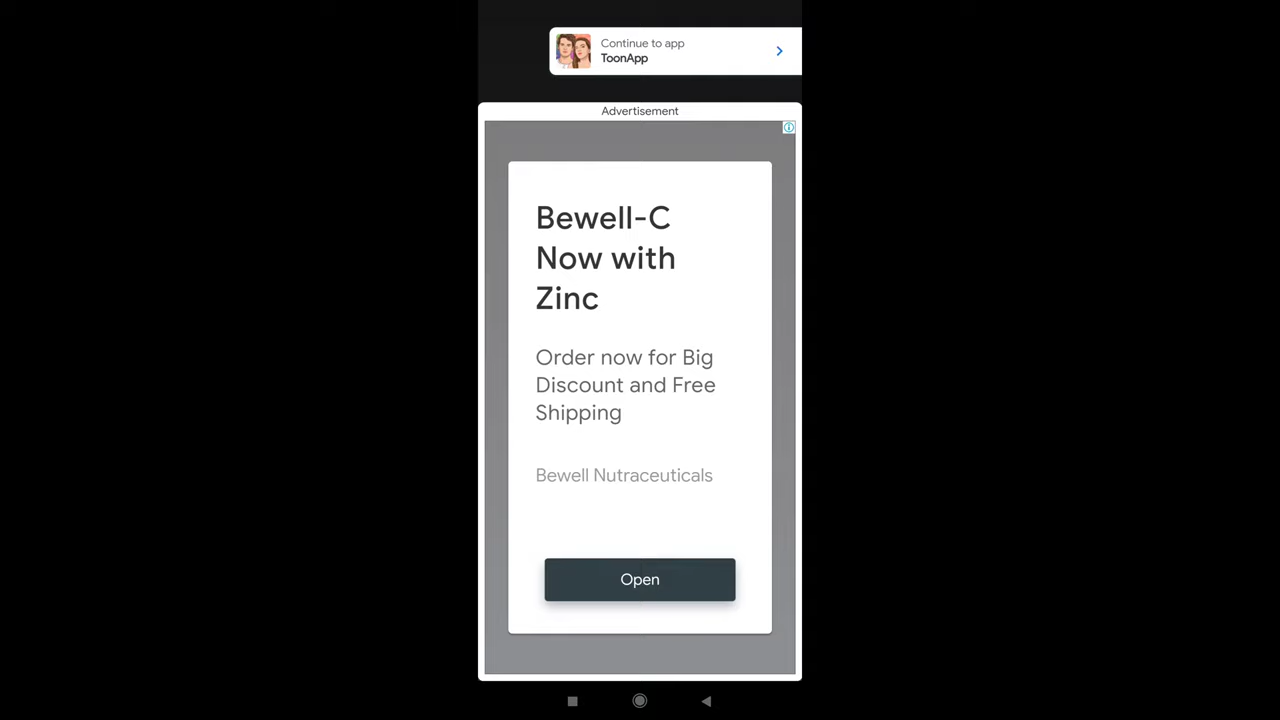 Continue to app
ToonApp
Advertisement
Bewell-C
Now with
Zinc
Order now for Big
Discount and Free
Shipping
Bewell Nutraceuticals
Open